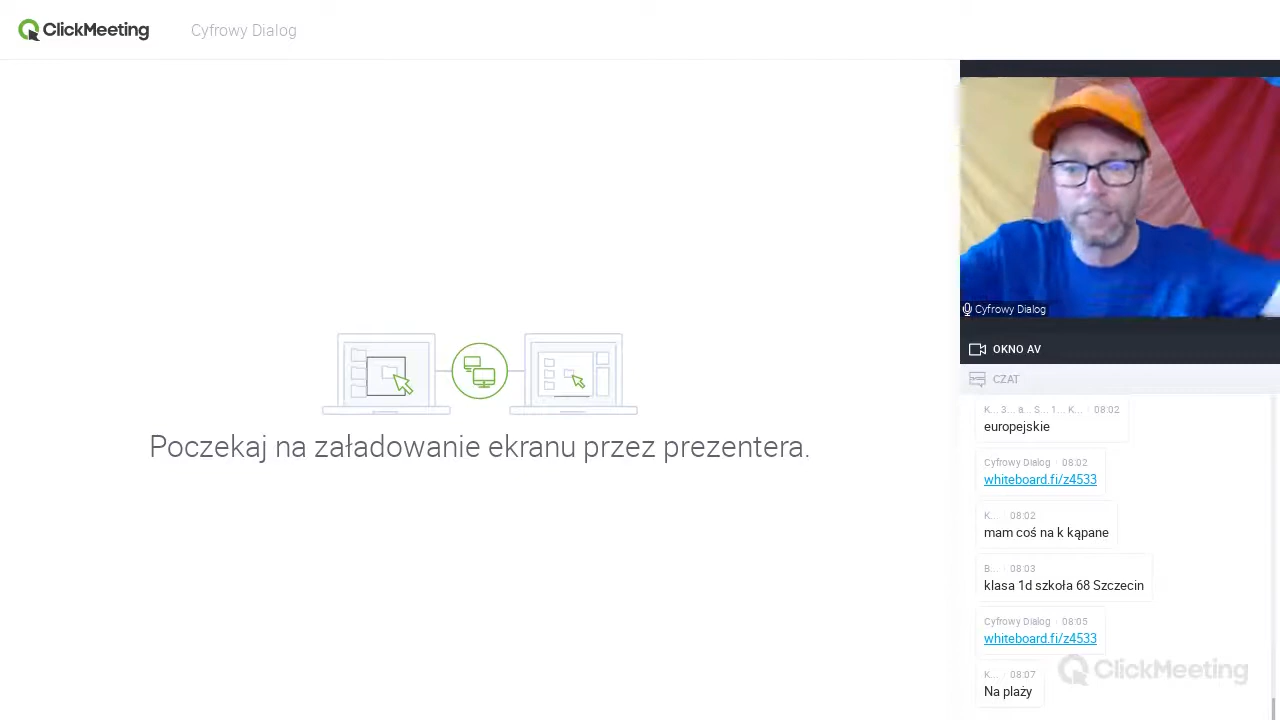 ClickMeeting
Cyfrowy Dialog
Cyfrowy Dialog
OKNO AV
CZAT
K... 3... a... S... 1... K... · 08:02
europejskie
Cyfrowy Dialog · 08:02
whiteboard.fi/z4533
K... · 08:02
mam coś na k kąpane
B... · 08:03
klasa 1d szkoła 68 Szczecin
Cyfrowy Dialog · 08:05
whiteboard.fi/z4533
K... · 08:07
Na plaży
Poczekaj na załadowanie ekranu przez prezentera.
ClickMeeting